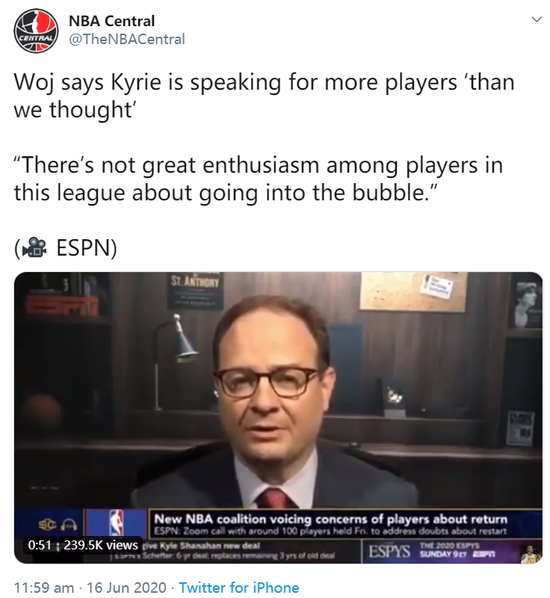 NBA Central
@TheNBACentral
Woj says Kyrie is speaking for more players ‘than
we thought’
“There’s not great enthusiasm among players in
this league about going into the bubble.”
( ESPN)
CENTRAL
ST. ANTHONY
ESPN
SC
New NBA coalition voicing concerns of players about return
ESPN: Zoom call with around 100 players held Fri. to address doubts about restart
0:51 239.5K views give Kyle Shanahan new deal
Schefter: 6-yr deal; replaces remaining 3 yrs of old deal
ESPYS THE 2020 ESPYS
SUNDAY 9ET ESPN
11:59 am · 16 Jun 2020 · Twitter for iPhone